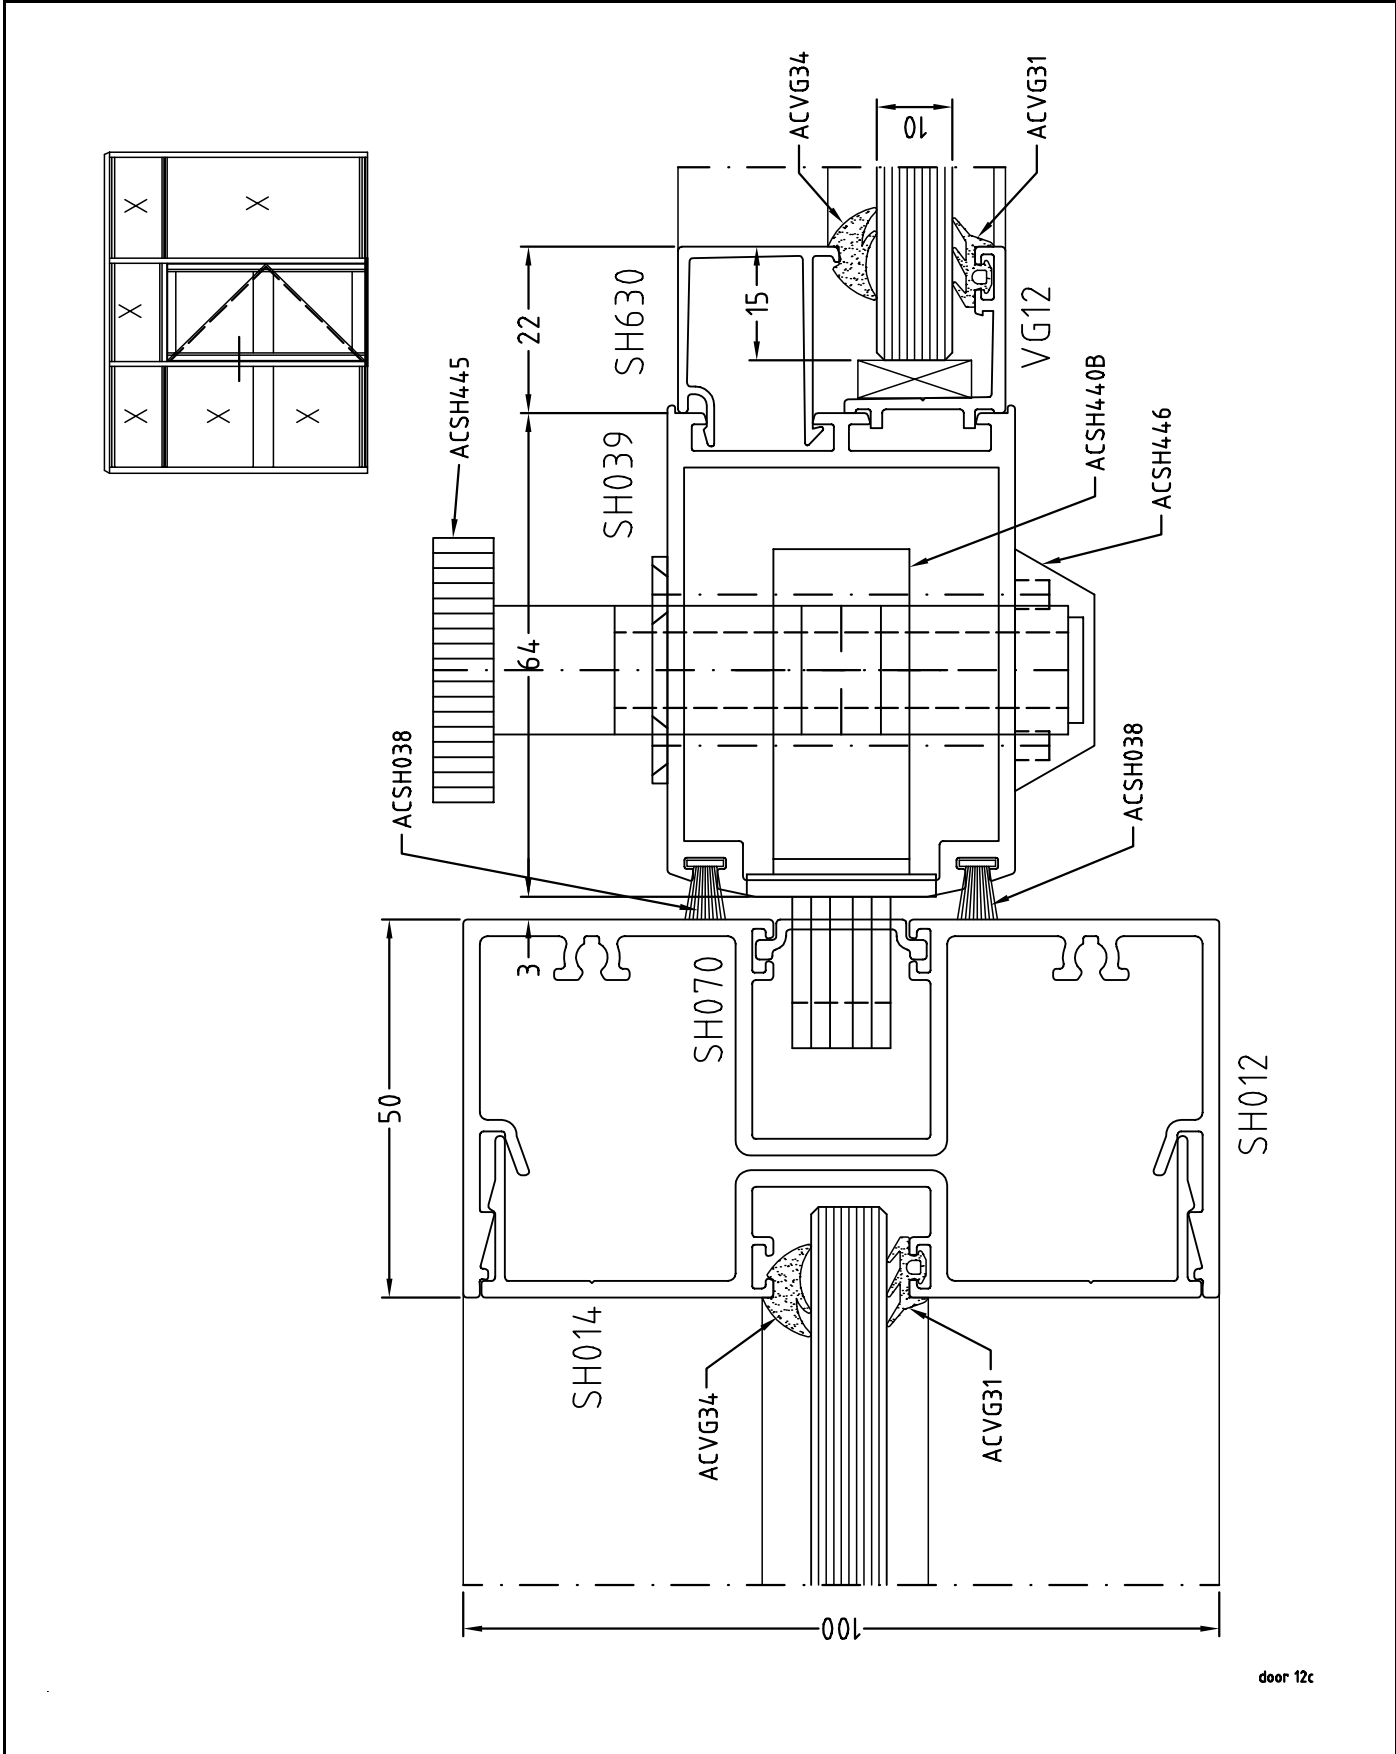 ACVG34
ACVG31
10
22
SH630
15
VG12
ACSH445
ACSH440B
SH039
ACSH446
64
ACSH038
ACSH038
3
SH070
50
SH012
SH014
ACVG34
ACVG31
100
door 12c
X
X
X
X
X
X